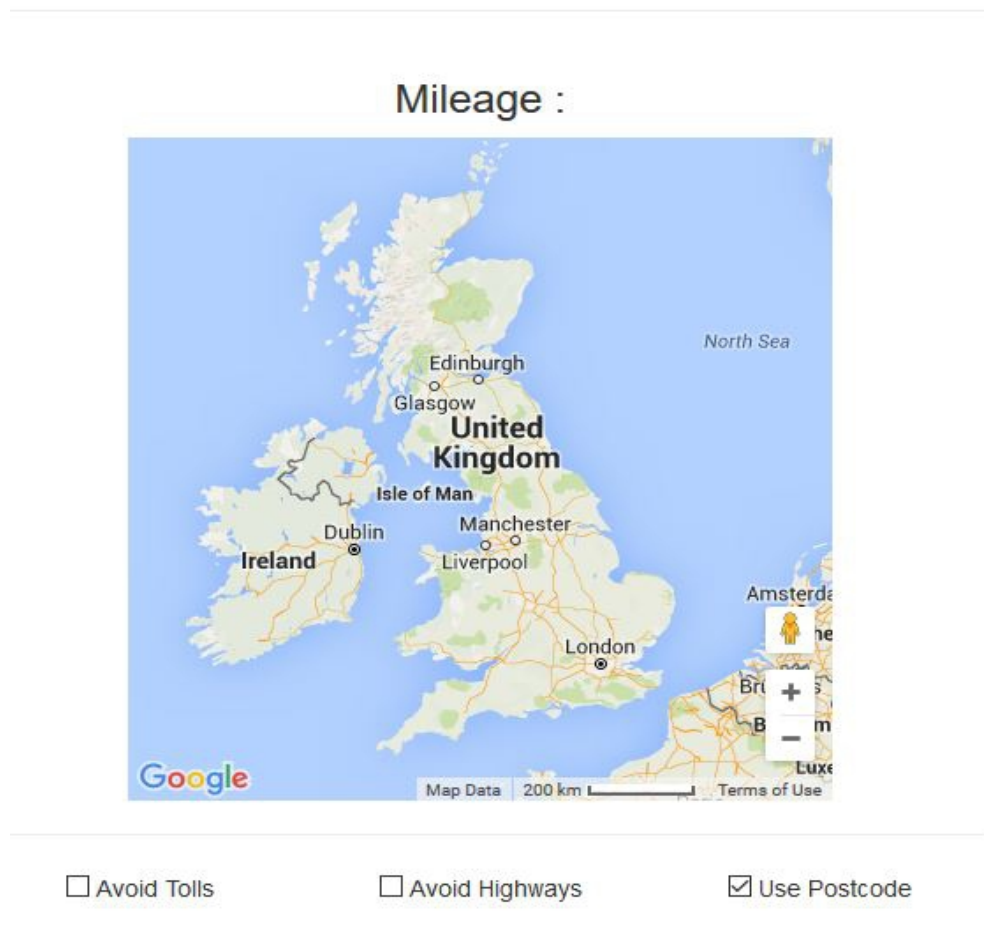 Mileage :
North Sea
Edinburgh
Glasgow
United
Kingdom
Isle of Man
Manchester
Dublin
Ireland
Liverpool
Amsterda
London
Google
Map Data
200 km
Terms of Use
Avoid Tolls
Avoid Highways
Use Postcode